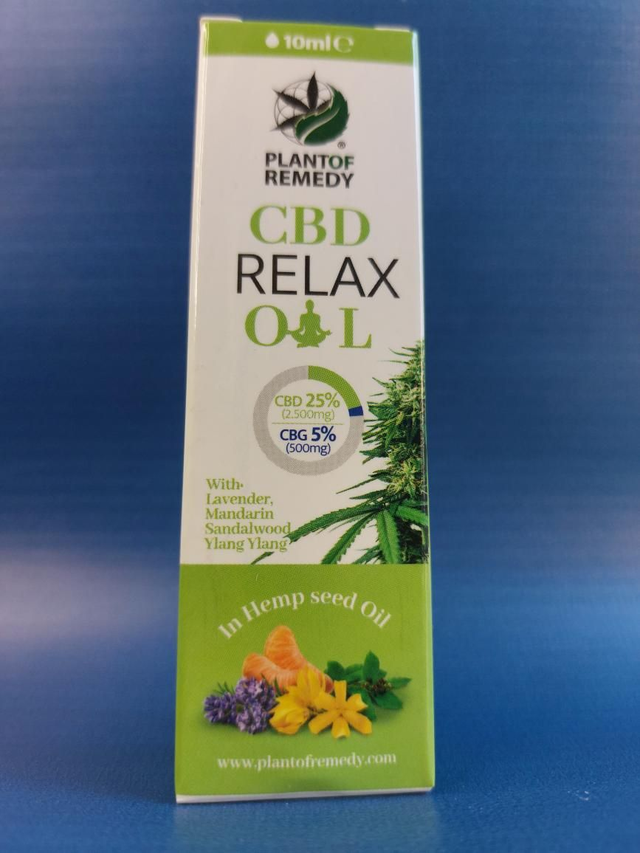 10ml ℮
PLANTOF
REMEDY
®
CBD
RELAX
OIL
CBD 25%
(2.500mg)
CBG 5%
(500mg)
With·
Lavender,
Mandarin
Sandalwood
Ylang Ylang
In Hemp seed Oil
www.plantofremedy.com